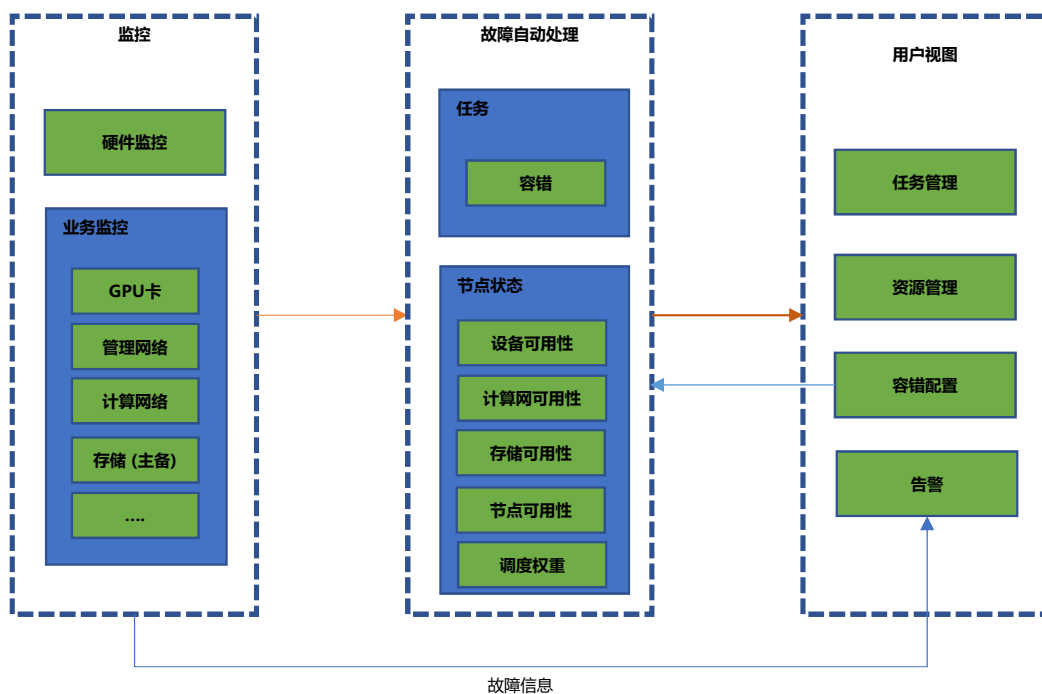 监控
硬件监控
业务监控
GPU卡
管理网络
计算网络
存储 (主备)
....
故障自动处理
任务
容错
节点状态
设备可用性
计算网可用性
存储可用性
节点可用性
调度权重
用户视图
任务管理
资源管理
容错配置
告警
故障信息